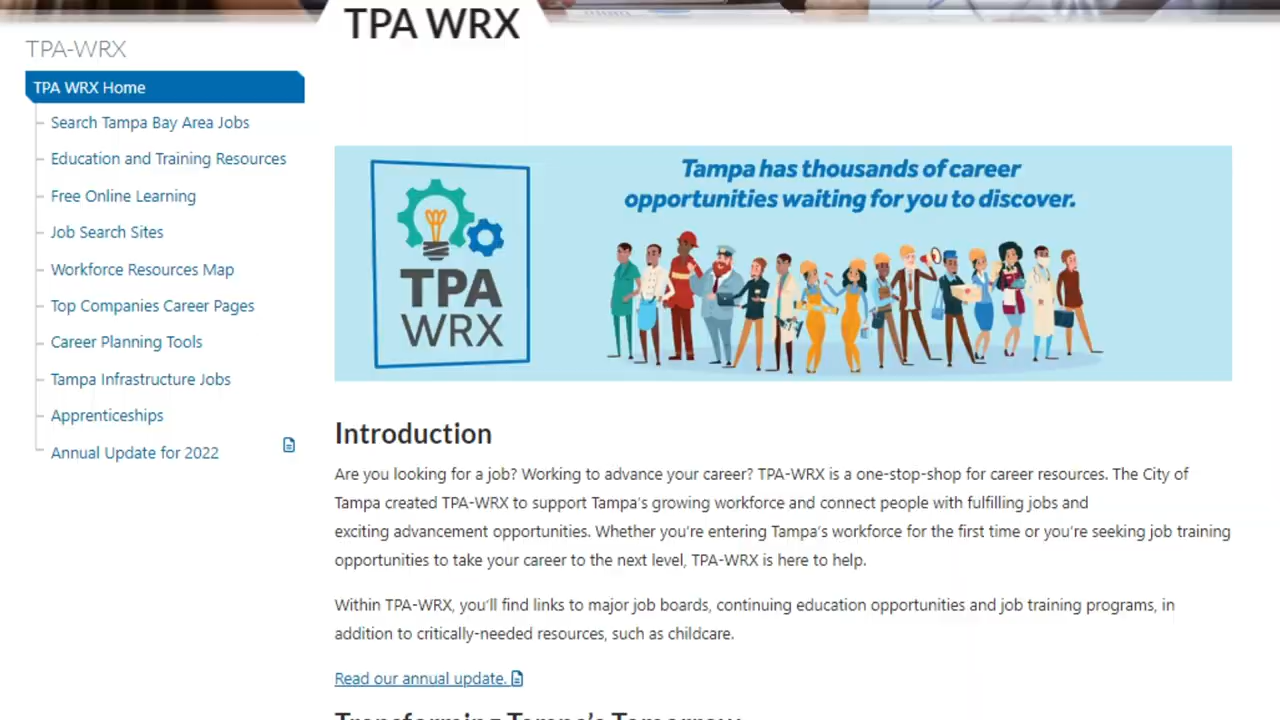 TPA WRX
TPA-WRX
TPA WRX Home
Search Tampa Bay Area Jobs
Education and Training Resources
Free Online Learning
Job Search Sites
Workforce Resources Map
Top Companies Career Pages
Career Planning Tools
Tampa Infrastructure Jobs
Apprenticeships
Annual Update for 2022
TPA
WRX
Tampa has thousands of career
opportunities waiting for you to discover.
Introduction
Are you looking for a job? Working to advance your career? TPA-WRX is a one-stop-shop for career resources. The City of
Tampa created TPA-WRX to support Tampa's growing workforce and connect people with fulfilling jobs and
exciting advancement opportunities. Whether you're entering Tampa's workforce for the first time or you're seeking job training
opportunities to take your career to the next level, TPA-WRX is here to help.
Within TPA-WRX, you'll find links to major job boards, continuing education opportunities and job training programs, in
addition to critically-needed resources, such as childcare.
Read our annual update.
Transforming Tampa's Tomorrow